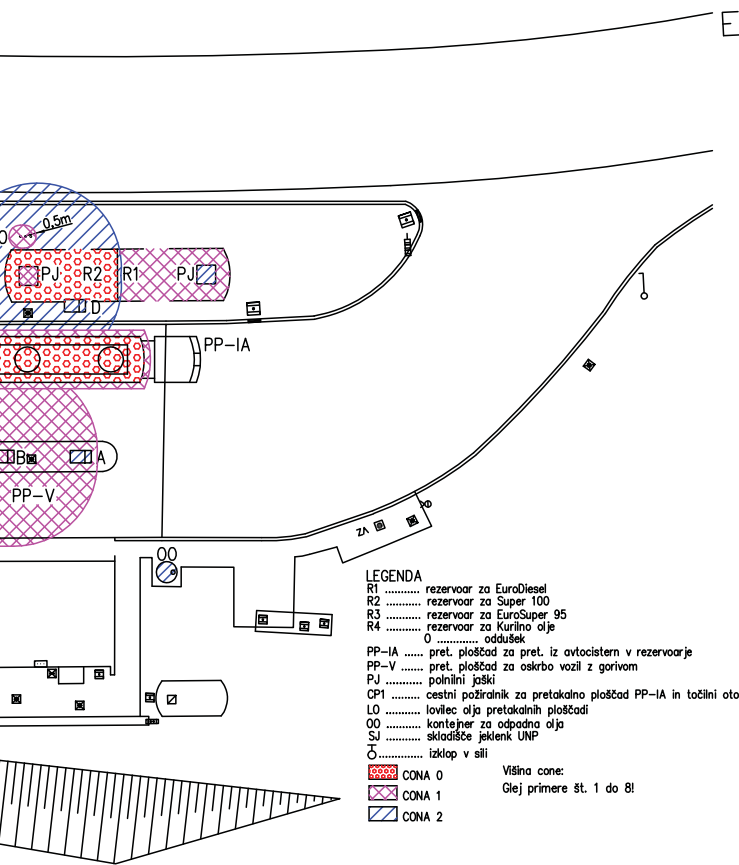 O
0,5m
PJ R2 R1 PJ
D
PP-IA
B A
PP-V
OO
ZV
LEGENDA
R1 ........... rezervoar za EuroDiesel
R2 ........... rezervoar za Super 100
R3 ........... rezervoar za EuroSuper 95
R4 ........... rezervoar za Kurilno olje
O ............. oddušek
PP-IA ...... pret. ploščad za pret. iz avtocistern v rezervoarje
PP-V ....... pret. ploščad za oskrbo vozil z gorivom
PJ ........... polnilni jaški
CP1 ......... cestni požiralnik za pretakalno ploščad PP-IA in točilni oto
LO ........... lovilec olja pretakalnih ploščadi
OO ........... kontejner za odpadna olja
SJ ........... skladišče jeklenk UNP
.............. izklop v sili
CONA 0
CONA 1
CONA 2
Višina cone:
Glej primere št. 1 do 8!